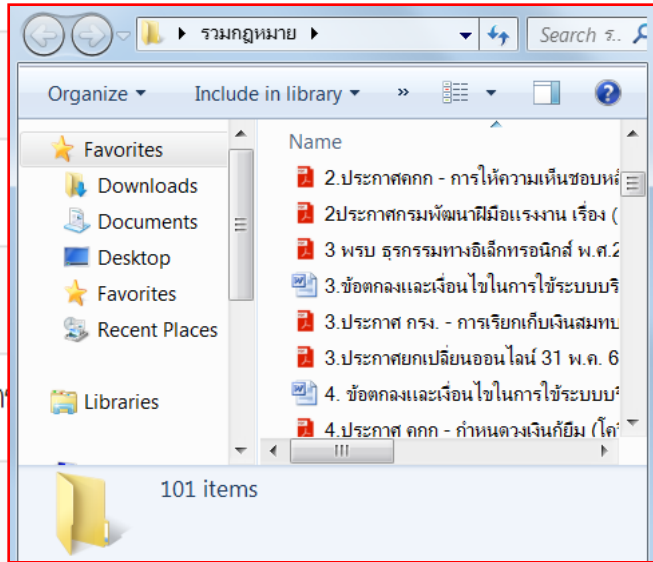 รวมกฎหมาย
Search ร..
Organize
Include in library
»
Favorites
Downloads
Documents
Desktop
Favorites
Recent Places
Libraries
Name
2.ประกาศคกก - การให้ความเห็นชอบหลั
2ประกาศกรมพัฒนาฝีมือแรงงาน เรื่อง (
3 พรบ ธุรกรรมทางอิเล็กทรอนิกส์ พ.ศ.2
3.ข้อตกลงและเงื่อนไขในการใช้ระบบบริ
3.ประกาศ กรง. - การเรียกเก็บเงินสมทบ
3.ประกาศยกเปลี่ยนออนไลน์ 31 พ.ค. 6
4. ข้อตกลงและเงื่อนไขในการใช้ระบบบริ
4.ประกาศ คกก - กำหนดวงเงินกู้ยืม (โค
101 items